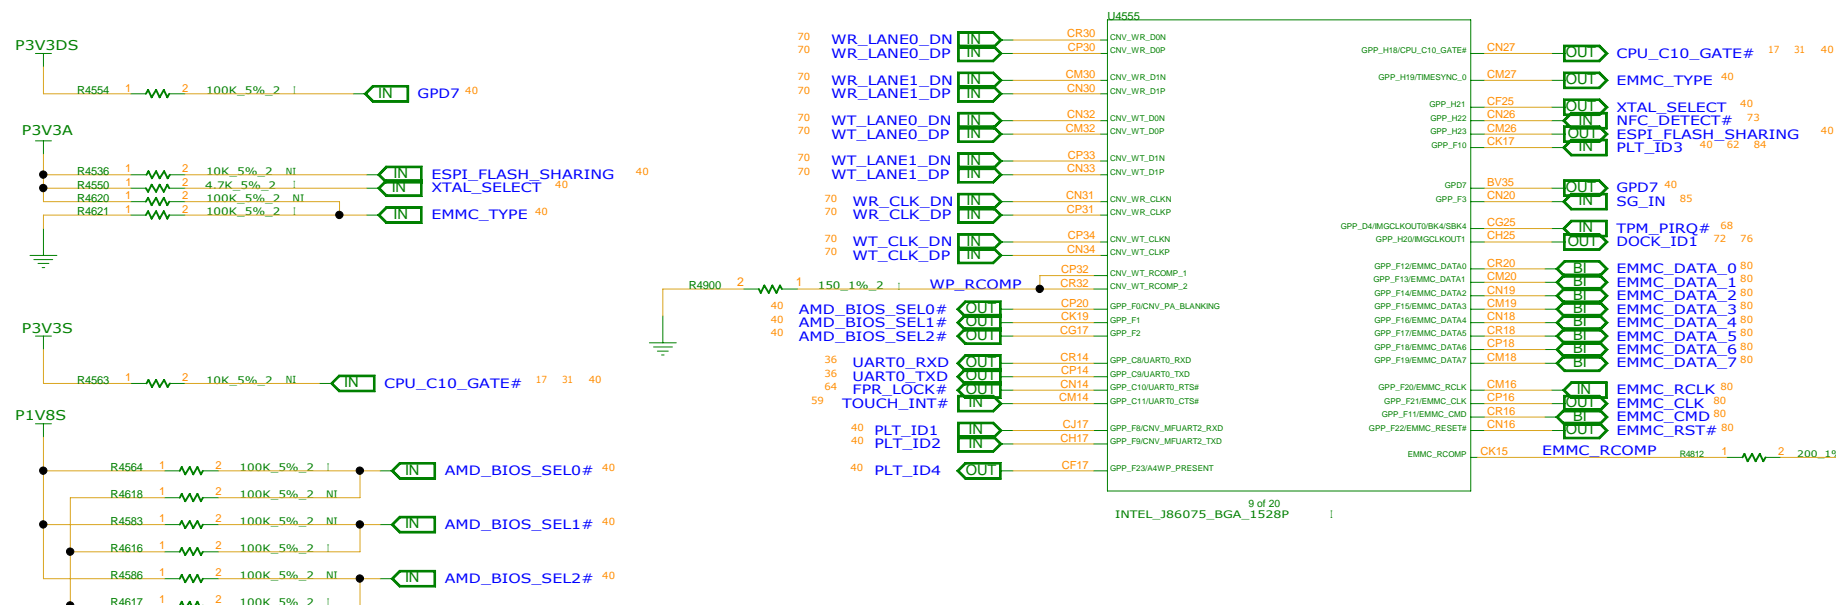 P3V3DS
R4554 1 2 100K_5%_2 I IN GPD7 40
P3V3A
R4536 1 2 10K_5%_2 NI IN ESPI_FLASH_SHARING 40
R4550 1 2 4.7K_5%_2 I IN XTAL_SELECT 40
R4620 1 2 100K_5%_2 NI
R4621 1 2 100K_5%_2 I IN EMMC_TYPE 40
P3V3S
R4563 1 2 10K_5%_2 NI IN CPU_C10_GATE# 17 31 40
P1V8S
R4564 1 2 100K_5%_2 I IN AMD_BIOS_SEL0# 40
R4618 1 2 100K_5%_2 NI
R4583 1 2 100K_5%_2 NI IN AMD_BIOS_SEL1# 40
R4616 1 2 100K_5%_2 I
R4586 1 2 100K_5%_2 NI IN AMD_BIOS_SEL2# 40
R4617 1 2 100K_5%_2 I
U4555
70 WR_LANE0_DN IN CR30 CNV_WR_D0N
70 WR_LANE0_DP IN CP30 CNV_WR_D0P
70 WR_LANE1_DN IN CM30 CNV_WR_D1N
70 WR_LANE1_DP IN CN30 CNV_WR_D1P
70 WT_LANE0_DN IN CN32 CNV_WT_D0N
70 WT_LANE0_DP IN CM32 CNV_WT_D0P
70 WT_LANE1_DN IN CP33 CNV_WT_D1N
70 WT_LANE1_DP IN CN33 CNV_WT_D1P
70 WR_CLK_DN IN CN31 CNV_WR_CLKN
70 WR_CLK_DP IN CP31 CNV_WR_CLKP
70 WT_CLK_DN IN CP34 CNV_WT_CLKN
70 WT_CLK_DP IN CN34 CNV_WT_CLKP
CP32 CNV_WT_RCOMP_1
R4900 2 1 150_1%_2 I WP_RCOMP CR32 CNV_WT_RCOMP_2
40 AMD_BIOS_SEL0# OUT CP20 GPP_F0/CNV_PA_BLANKING
40 AMD_BIOS_SEL1# OUT CK19 GPP_F1
40 AMD_BIOS_SEL2# OUT CG17 GPP_F2
36 UART0_RXD OUT CR14 GPP_C8/UART0_RXD
36 UART0_TXD OUT CP14 GPP_C9/UART0_TXD
64 FPR_LOCK# OUT CN14 GPP_C10/UART0_RTS#
59 TOUCH_INT# IN CM14 GPP_C11/UART0_CTS#
40 PLT_ID1 IN CJ17 GPP_F8/CNV_MFUART2_RXD
40 PLT_ID2 IN CH17 GPP_F9/CNV_MFUART2_TXD
40 PLT_ID4 OUT CF17 GPP_F23/A4WP_PRESENT
GPP_H18/CPU_C10_GATE# CN27 OUT CPU_C10_GATE# 17 31 40
GPP_H19/TIMESYNC_0 CM27 OUT EMMC_TYPE 40
GPP_H21 CF25 OUT XTAL_SELECT 40
GPP_H22 CN26 IN NFC_DETECT# 73
GPP_H23 CM26 OUT ESPI_FLASH_SHARING 40
GPP_F10 CK17 IN PLT_ID3 40 62 84
GPD7 BV35 OUT GPD7 40
GPP_F3 CN20 IN SG_IN 85
GPP_D4/IMGCLKOUT0/BK4/SBK4 CG25 IN TPM_PIRQ# 68
GPP_H20/IMGCLKOUT1 CH25 OUT DOCK_ID1 72 76
GPP_F12/EMMC_DATA0 CR20 BI EMMC_DATA_0 80
GPP_F13/EMMC_DATA1 CM20 BI EMMC_DATA_1 80
GPP_F14/EMMC_DATA2 CN19 BI EMMC_DATA_2 80
GPP_F15/EMMC_DATA3 CM19 BI EMMC_DATA_3 80
GPP_F16/EMMC_DATA4 CN18 BI EMMC_DATA_4 80
GPP_F17/EMMC_DATA5 CR18 BI EMMC_DATA_5 80
GPP_F18/EMMC_DATA6 CP18 BI EMMC_DATA_6 80
GPP_F19/EMMC_DATA7 CM18 BI EMMC_DATA_7 80
GPP_F20/EMMC_RCLK CM16 IN EMMC_RCLK 80
GPP_F21/EMMC_CLK CP16 OUT EMMC_CLK 80
GPP_F11/EMMC_CMD CR16 BI EMMC_CMD 80
GPP_F22/EMMC_RESET# CN16 OUT EMMC_RST# 80
EMMC_RCOMP CK15 EMMC_RCOMP R4812 1 2 200_1%
9 of 20
INTEL_J86075_BGA_1528P I